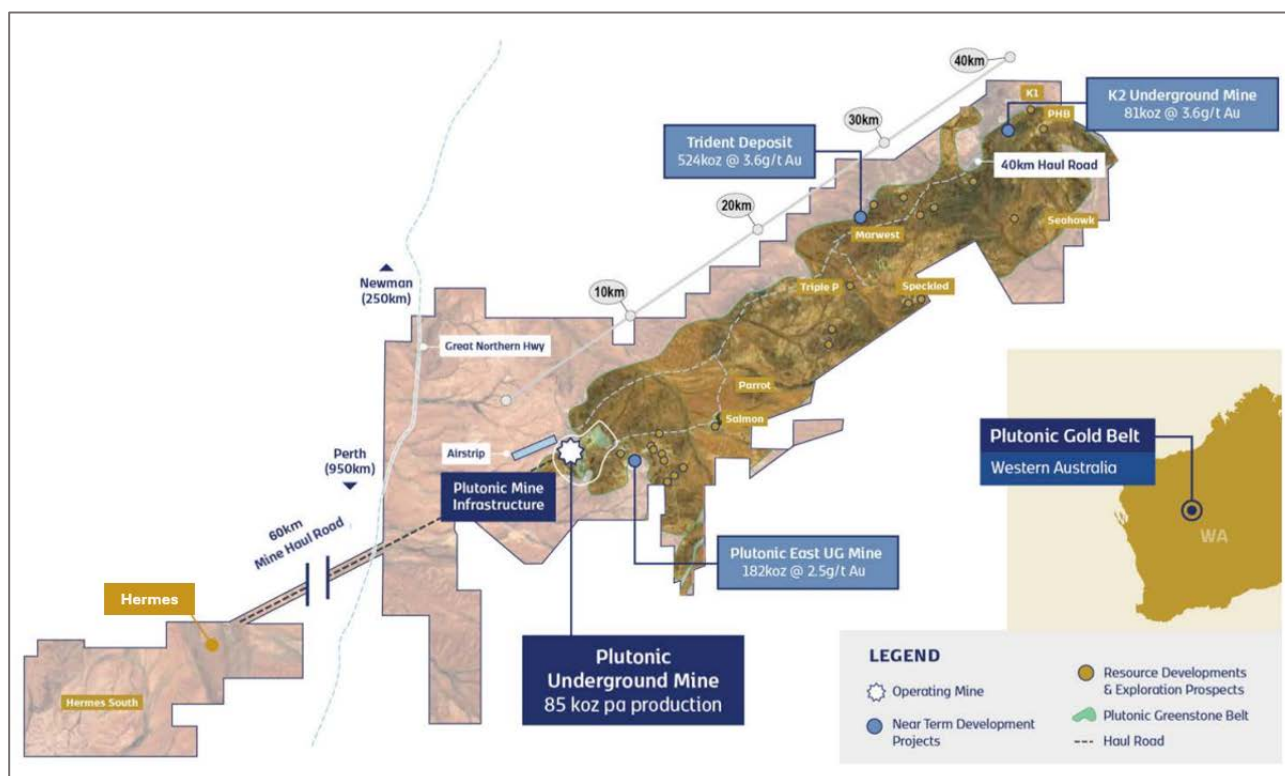 40km
30km
20km
10km
K1
PHB
K2 Underground Mine
81koz @ 3.6g/t Au
Trident Deposit
524koz @ 3.6g/t Au
40km Haul Road
Seahawk
Marwest
Triple P
Speckled
Newman
(250km)
Great Northern Hwy
Parrot
Salmon
Airstrip
Perth
(950km)
Plutonic Mine
Infrastructure
60km
Mine Haul Road
Plutonic East UG Mine
182koz @ 2.5g/t Au
Hermes
Hermes South
Plutonic
Underground Mine
85 koz pa production
Plutonic Gold Belt
Western Australia
WA
LEGEND
Operating Mine
Near Term Development
Projects
Resource Developments
& Exploration Prospects
Plutonic Greenstone Belt
Haul Road